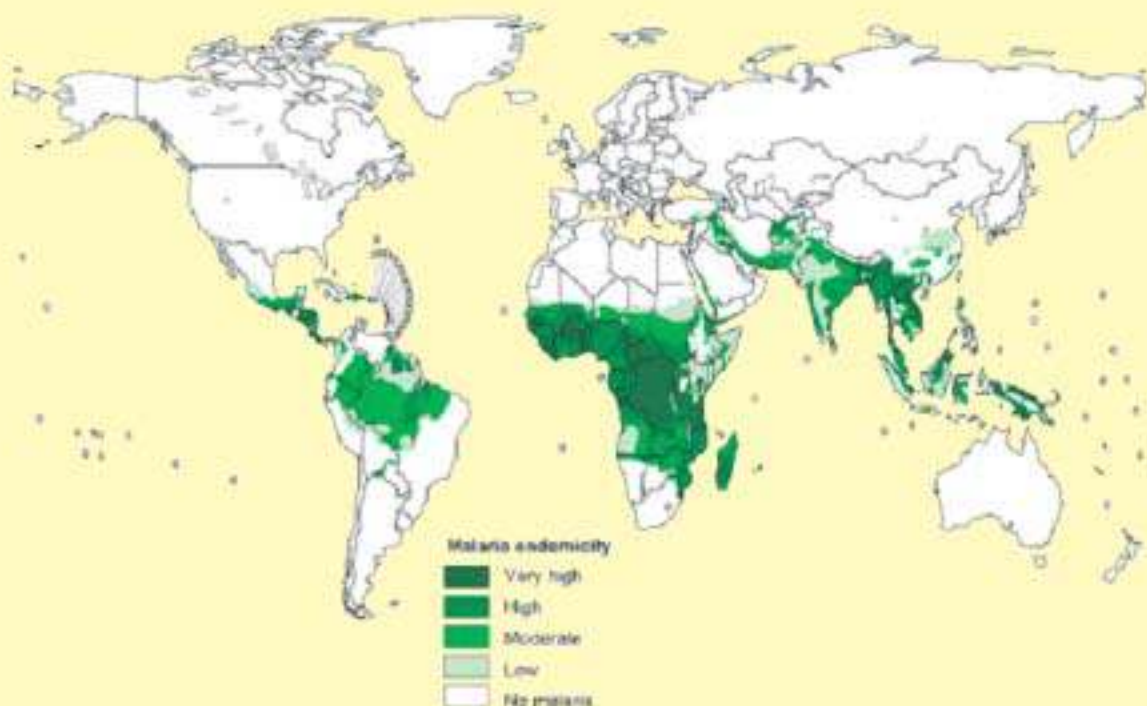 Malaria endemicity
Very high
High
Moderate
Low
No malaria